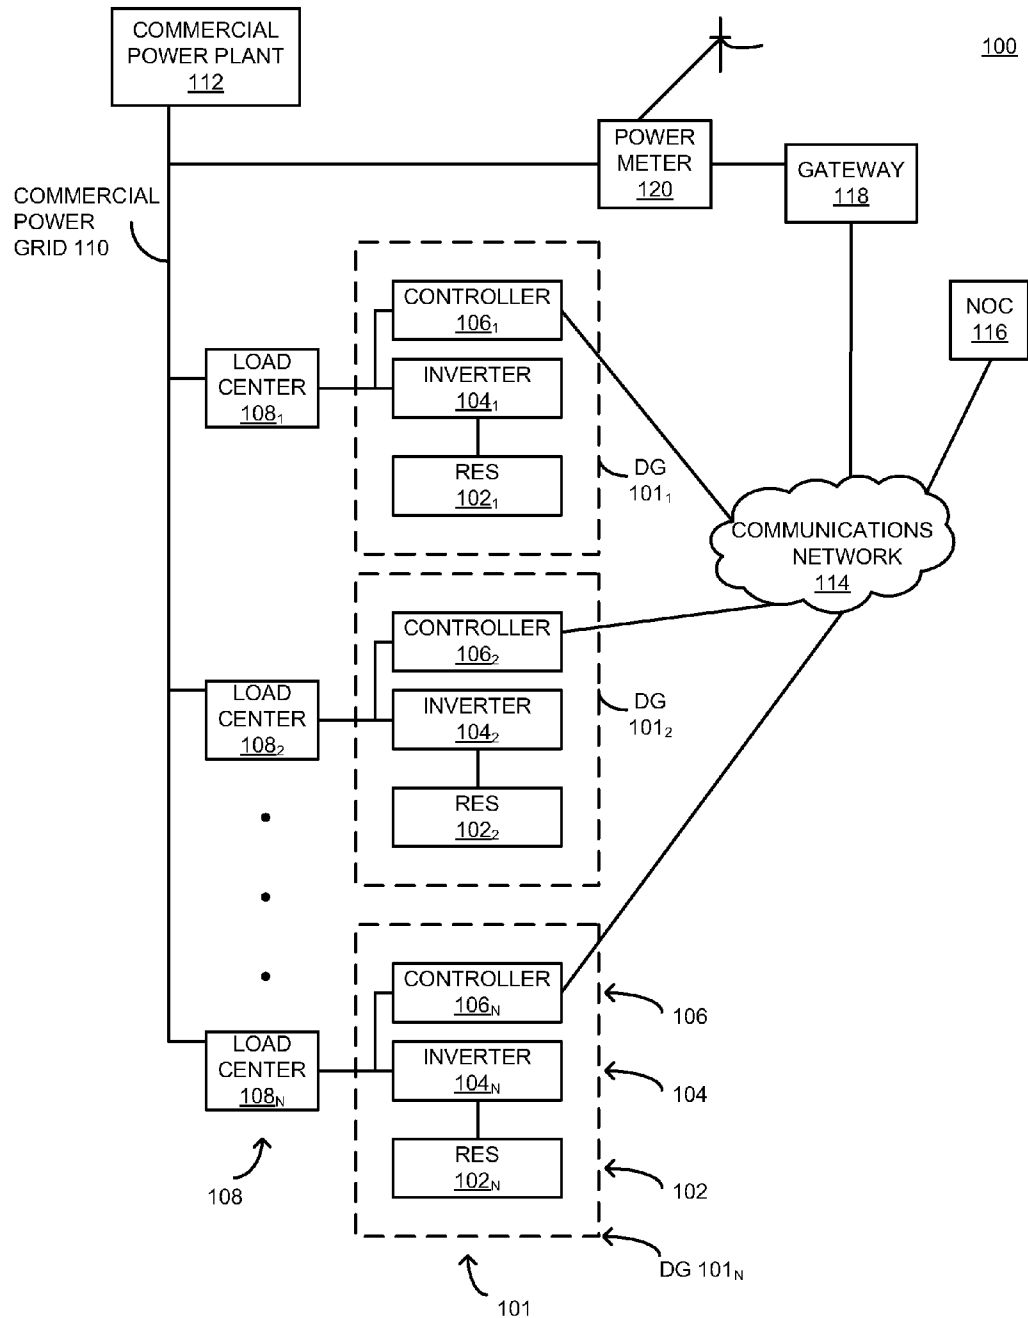 COMMERCIAL
POWER PLANT
112
100
POWER
METER
120
GATEWAY
118
COMMERCIAL
POWER
GRID 110
NOC
116
CONTROLLER
106₁
LOAD
CENTER
108₁
INVERTER
104₁
RES
102₁
DG
101₁
COMMUNICATIONS
NETWORK
114
CONTROLLER
106₂
LOAD
CENTER
108₂
INVERTER
104₂
DG
101₂
RES
102₂
CONTROLLER
106N
106
LOAD
CENTER
108N
INVERTER
104N
104
RES
102N
102
108
DG 101N
101